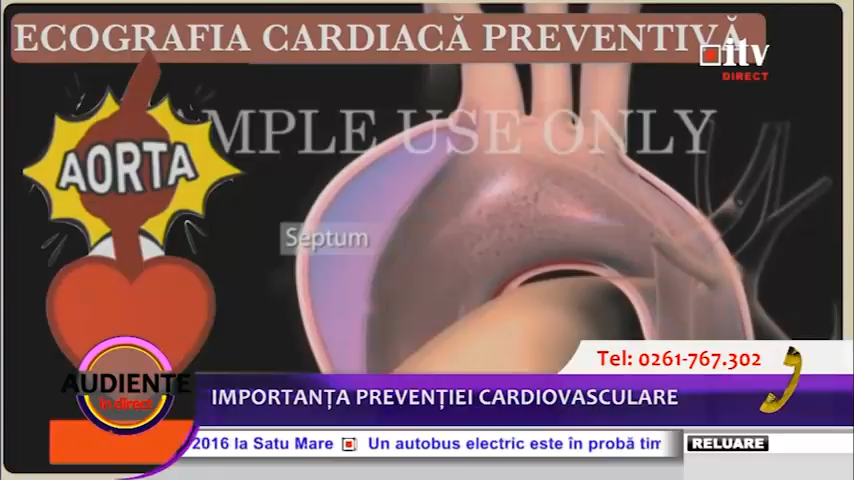 ECOGRAFIA CARDIACĂ PREVENTIVĂ
itv
DIRECT
MPLE USE ONLY
AORTA
Septum
Tel: 0261-767.302
AUDIENTE
în direct
IMPORTANȚA PREVENȚIEI CARDIOVASCULARE
2016 la Satu Mare Un autobus electric este în probă tim
RELUARE